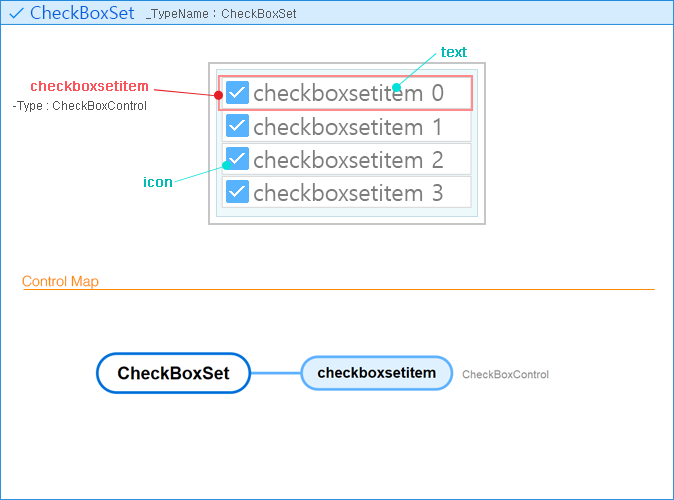 CheckBoxSet _TypeName : CheckBoxSet
text
checkboxsetitem
-Type : CheckBoxControl
checkboxsetitem 0
checkboxsetitem 1
checkboxsetitem 2
checkboxsetitem 3
icon
Control Map
CheckBoxSet
checkboxsetitem
CheckBoxControl